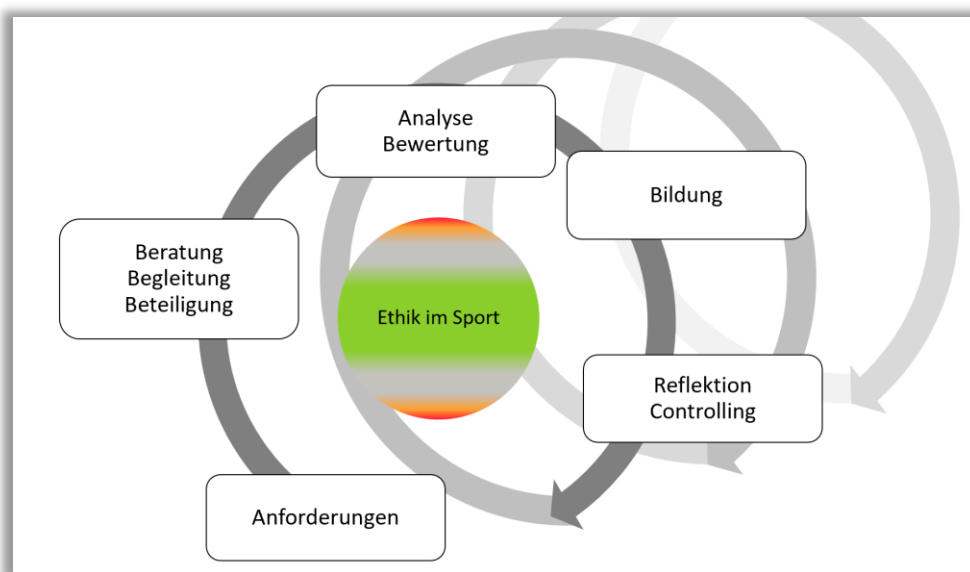 Analyse
Bewertung
Bildung
Beratung
Begleitung
Beteiligung
Ethik im Sport
Reflektion
Controlling
Anforderungen